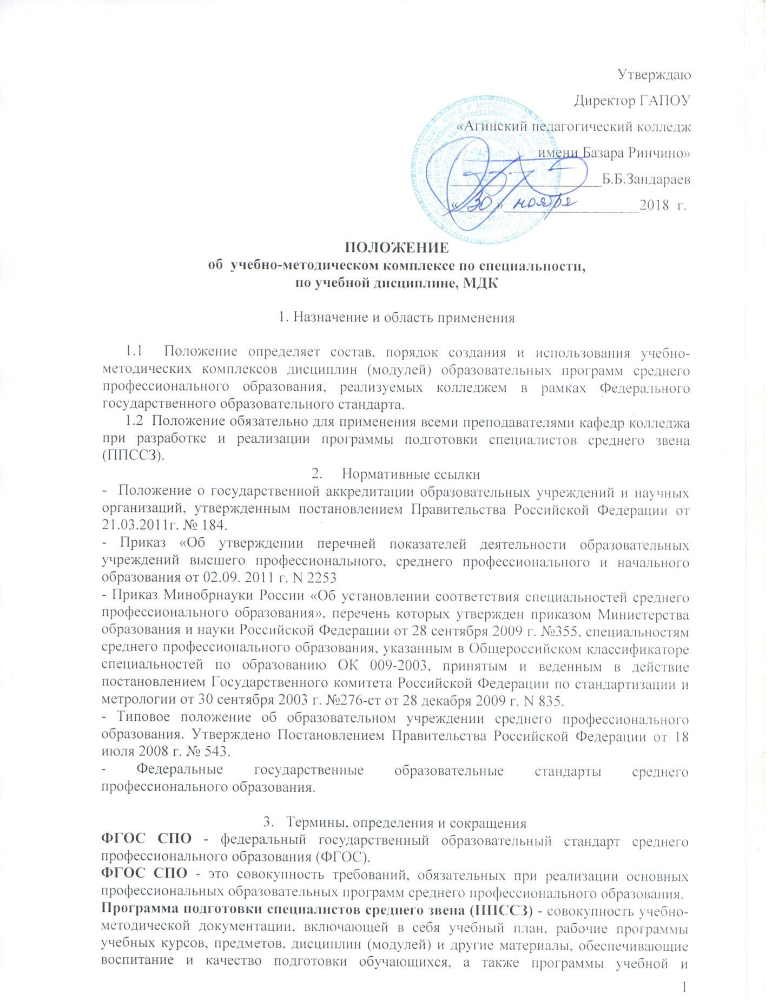 Утверждаю
Директор ГАПОУ
«Агинский педагогический колледж
имени Базара Ринчино»
____________________Б.Б.Зандараев
«30» ноября 2018 г.
ПОЛОЖЕНИЕ
об учебно-методическом комплексе по специальности,
по учебной дисциплине, МДК
1. Назначение и область применения
1.1 Положение определяет состав, порядок создания и использования учебно-
методических комплексов дисциплин (модулей) образовательных программ среднего
профессионального образования, реализуемых колледжем в рамках Федерального
государственного образовательного стандарта.
1.2 Положение обязательно для применения всеми преподавателями кафедр колледжа
при разработке и реализации программы подготовки специалистов среднего звена
(ППССЗ).
2. Нормативные ссылки
- Положение о государственной аккредитации образовательных учреждений и научных
организаций, утвержденным постановлением Правительства Российской Федерации от
21.03.2011г. № 184.
- Приказ «Об утверждении перечней показателей деятельности образовательных
учреждений высшего профессионального, среднего профессионального и начального
образования от 02.09. 2011 г. N 2253
- Приказ Минобрнауки России «Об установлении соответствия специальностей среднего
профессионального образования», перечень которых утвержден приказом Министерства
образования и науки Российской Федерации от 28 сентября 2009 г. №355, специальностям
среднего профессионального образования, указанным в Общероссийском классификаторе
специальностей по образованию ОК 009-2003, принятым и веденным в действие
постановлением Государственного комитета Российской Федерации по стандартизации и
метрологии от 30 сентября 2003 г. №276-ст от 28 декабря 2009 г. N 835.
- Типовое положение об образовательном учреждении среднего профессионального
образования. Утверждено Постановлением Правительства Российской Федерации от 18
июля 2008 г. № 543.
- Федеральные государственные образовательные стандарты среднего
профессионального образования.
3. Термины, определения и сокращения
ФГОС СПО - федеральный государственный образовательный стандарт среднего
профессионального образования (ФГОС).
ФГОС СПО - это совокупность требований, обязательных при реализации основных
профессиональных образовательных программ среднего профессионального образования.
Программа подготовки специалистов среднего звена (ППССЗ) - совокупность учебно-
методической документации, включающей в себя учебный план, рабочие программы
учебных курсов, предметов, дисциплин (модулей) и другие материалы, обеспечивающие
воспитание и качество подготовки обучающихся, а также программы учебной и
1